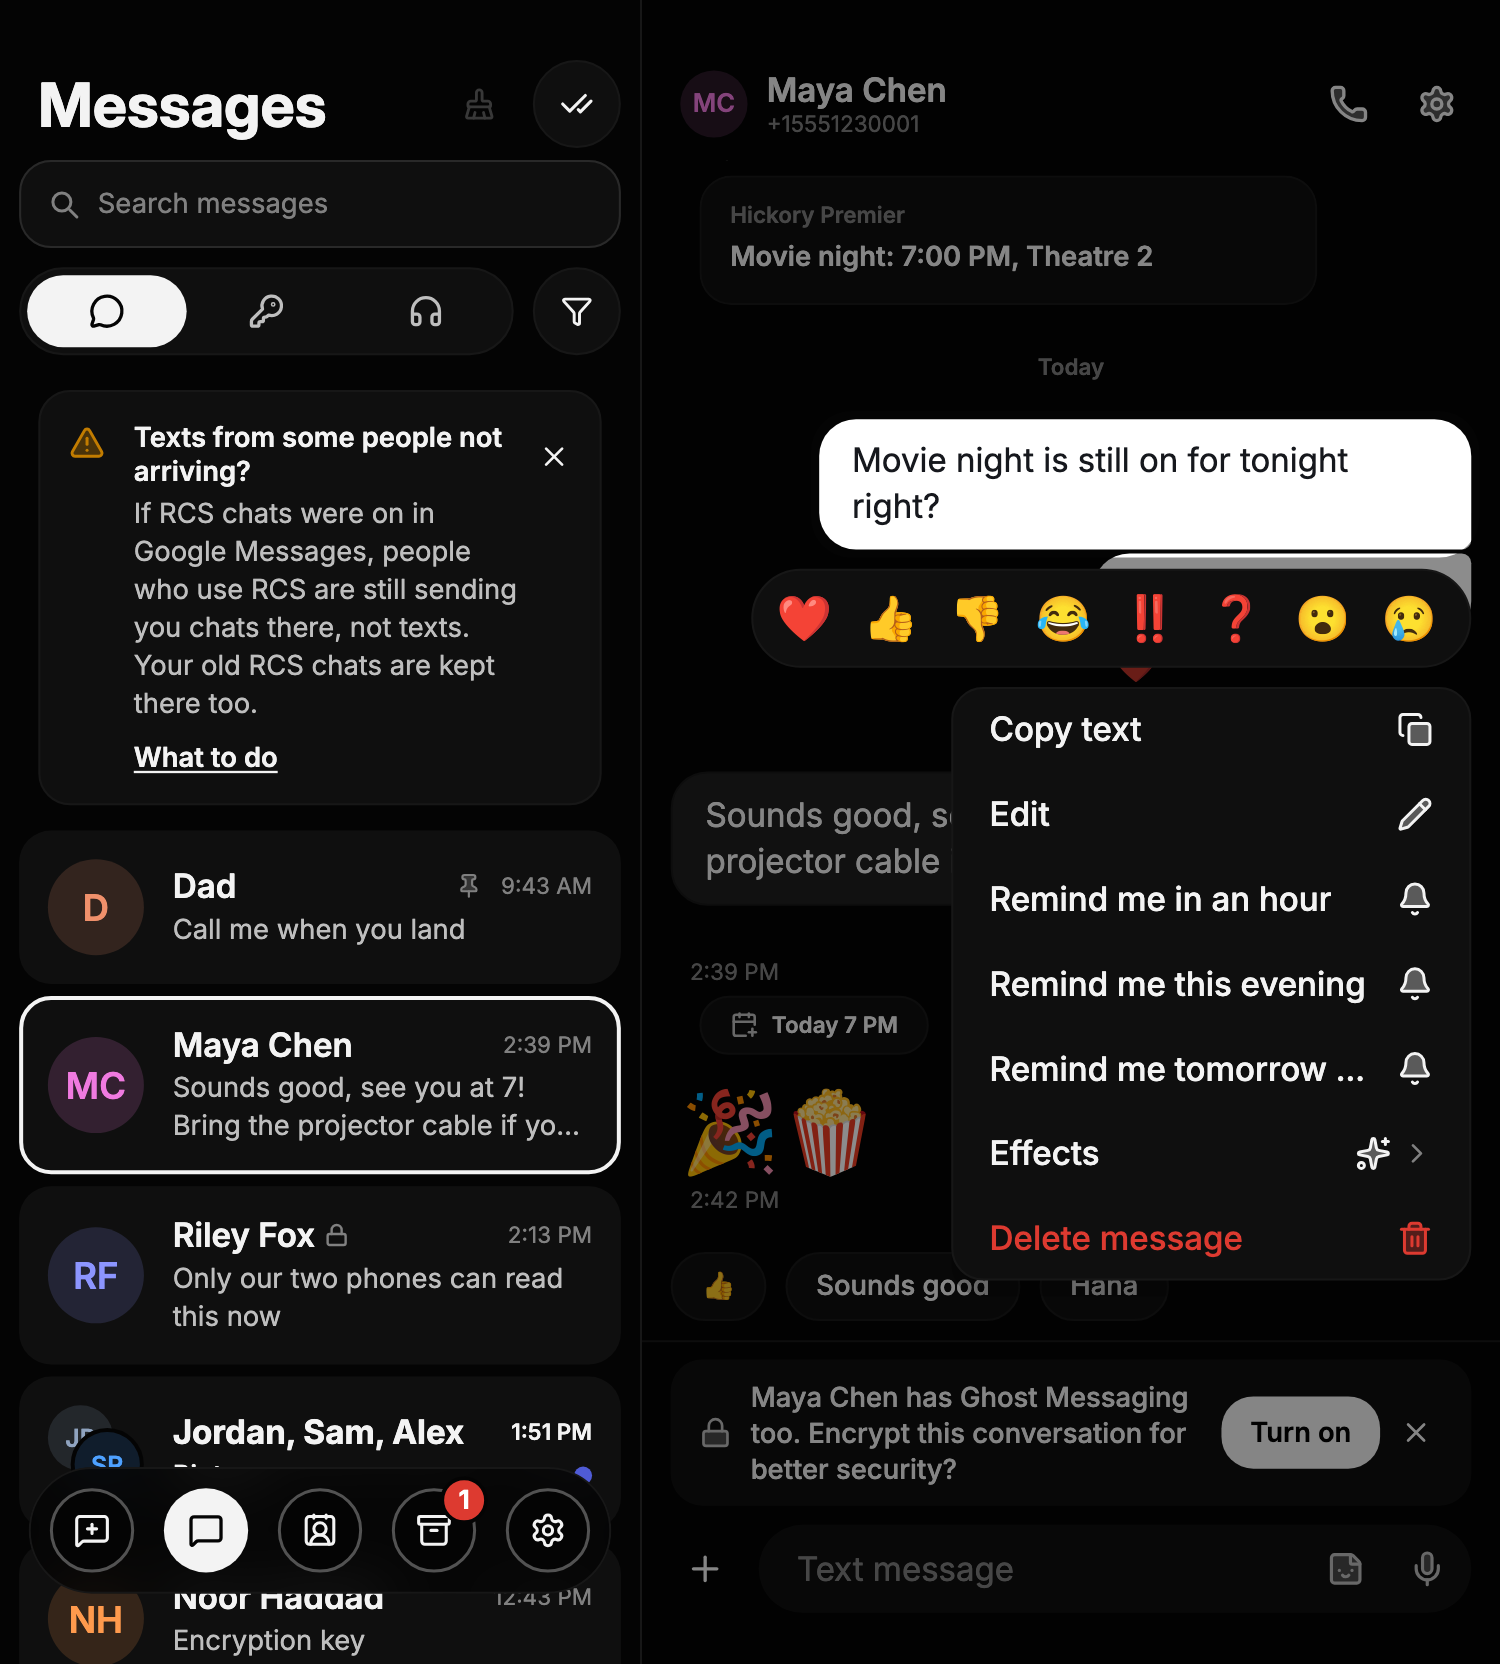 Messages
Search messages
Texts from some people not
arriving?
If RCS chats were on in
Google Messages, people
who use RCS are still sending
you chats there, not texts.
Your old RCS chats are kept
there too.
What to do
D
Dad
9:43 AM
Call me when you land
MC
Maya Chen
2:39 PM
Sounds good, see you at 7!
Bring the projector cable if yo...
RF
Riley Fox
2:13 PM
Only our two phones can read
this now
SR
Jordan, Sam, Alex
1:51 PM
1
NH
Noor Haddad
12:43 PM
Encryption key
MC
Maya Chen
+15551230001
Hickory Premier
Movie night: 7:00 PM, Theatre 2
Today
Movie night is still on for tonight
right?
Copy text
Edit
Remind me in an hour
Remind me this evening
Remind me tomorrow ...
Effects
Delete message
Sounds good, s
projector cable
2:39 PM
Today 7 PM
2:42 PM
Sounds good
Haha
Maya Chen has Ghost Messaging
too. Encrypt this conversation for
better security?
Turn on
Text message